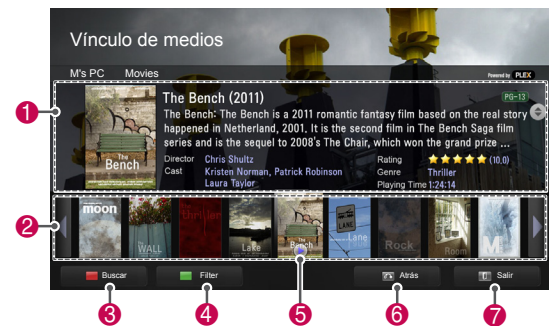 Vínculo de medios
M's PC Movies
Powered by PLEX
1
The Bench
The Bench (2011)
PG-13
The Bench: The Bench is a 2011 romantic fantasy film based on the real story
happened in Netherland, 2001. It is the second film in The Bench Saga film
series and is the sequel to 2008's The Chair, which won the grand prize ...
Director Chris Shultz
Rating (10.0)
Cast Kristen Norman, Patrick Robinson
Genre Thriller
Laura Taylor
Playing Time 1:24:14
2
moon
WALL
thriller
Lake
The
Bench
LANE
Lane
Rock
Room
M
Buscar
Filter
Atrás
Salir
3
4
5
6
7